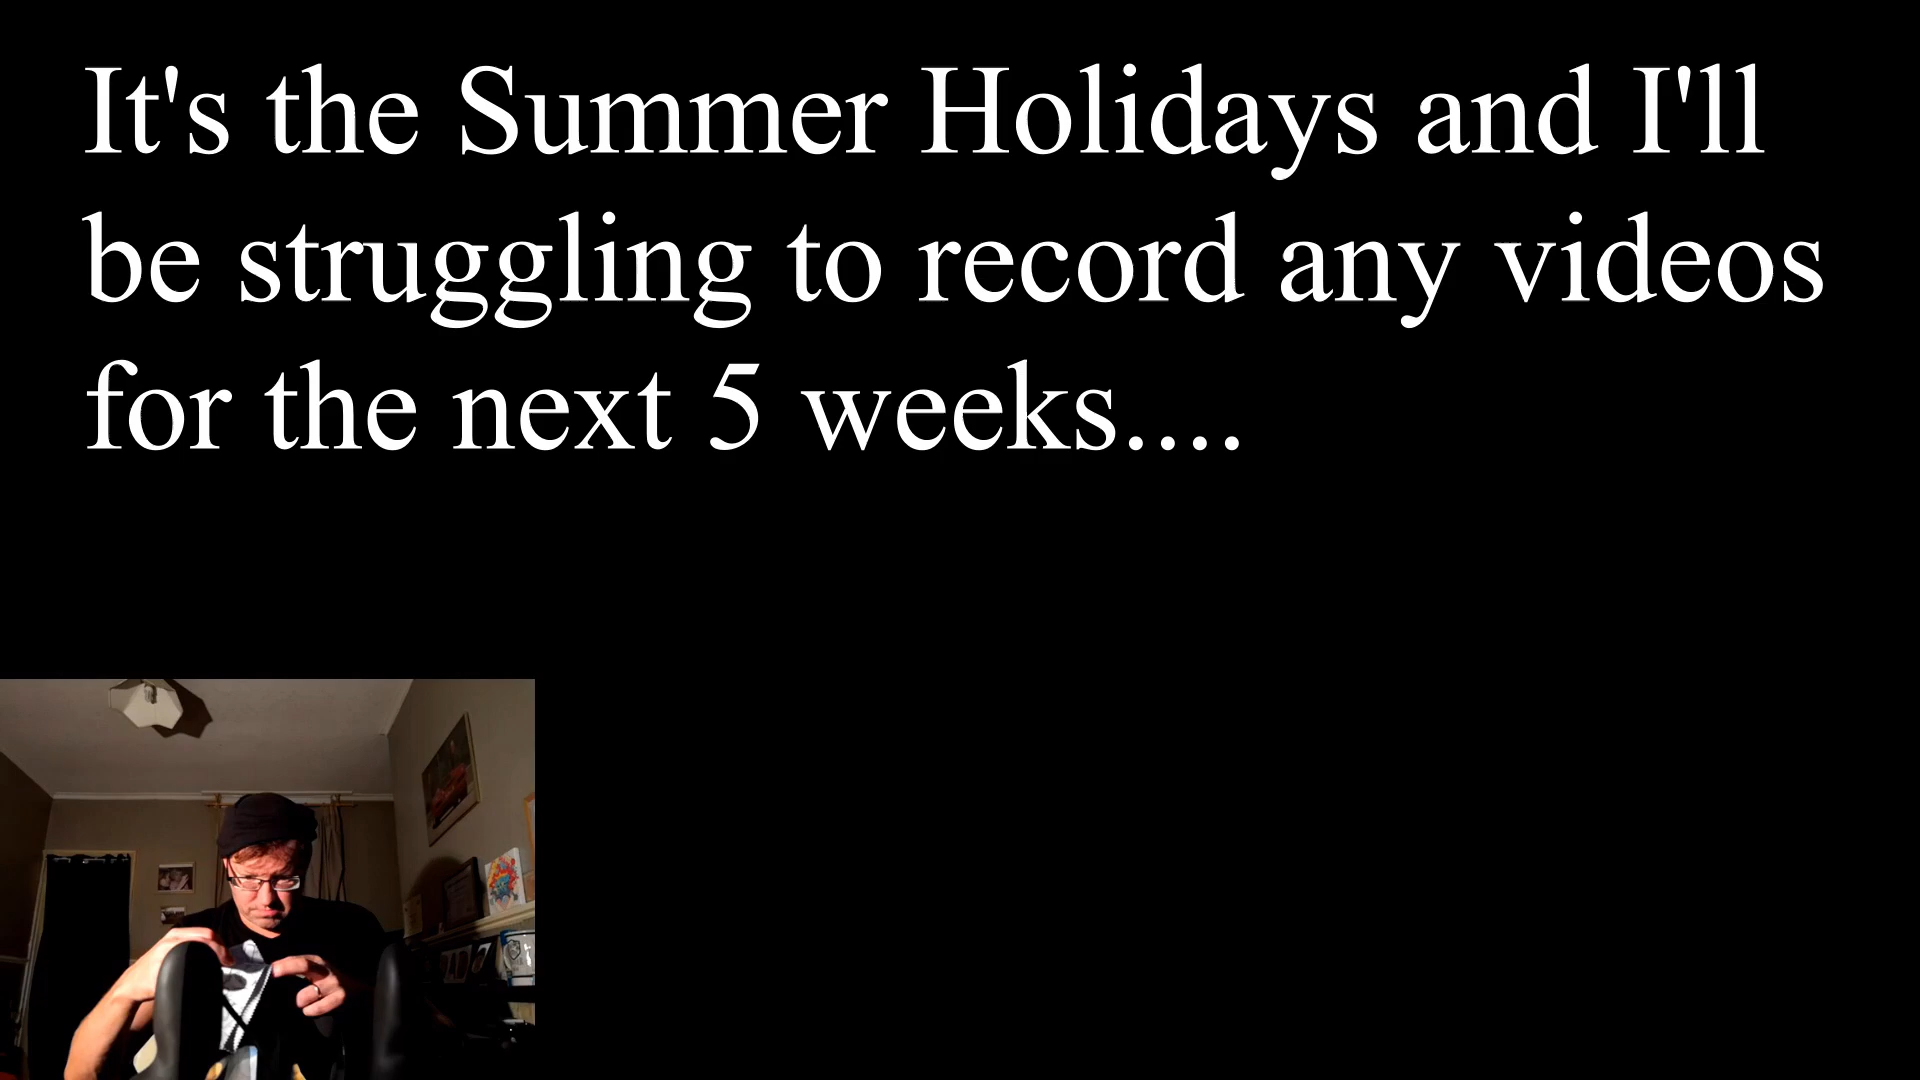 It's the Summer Holidays and I'll
be struggling to record any videos
for the next 5 weeks....